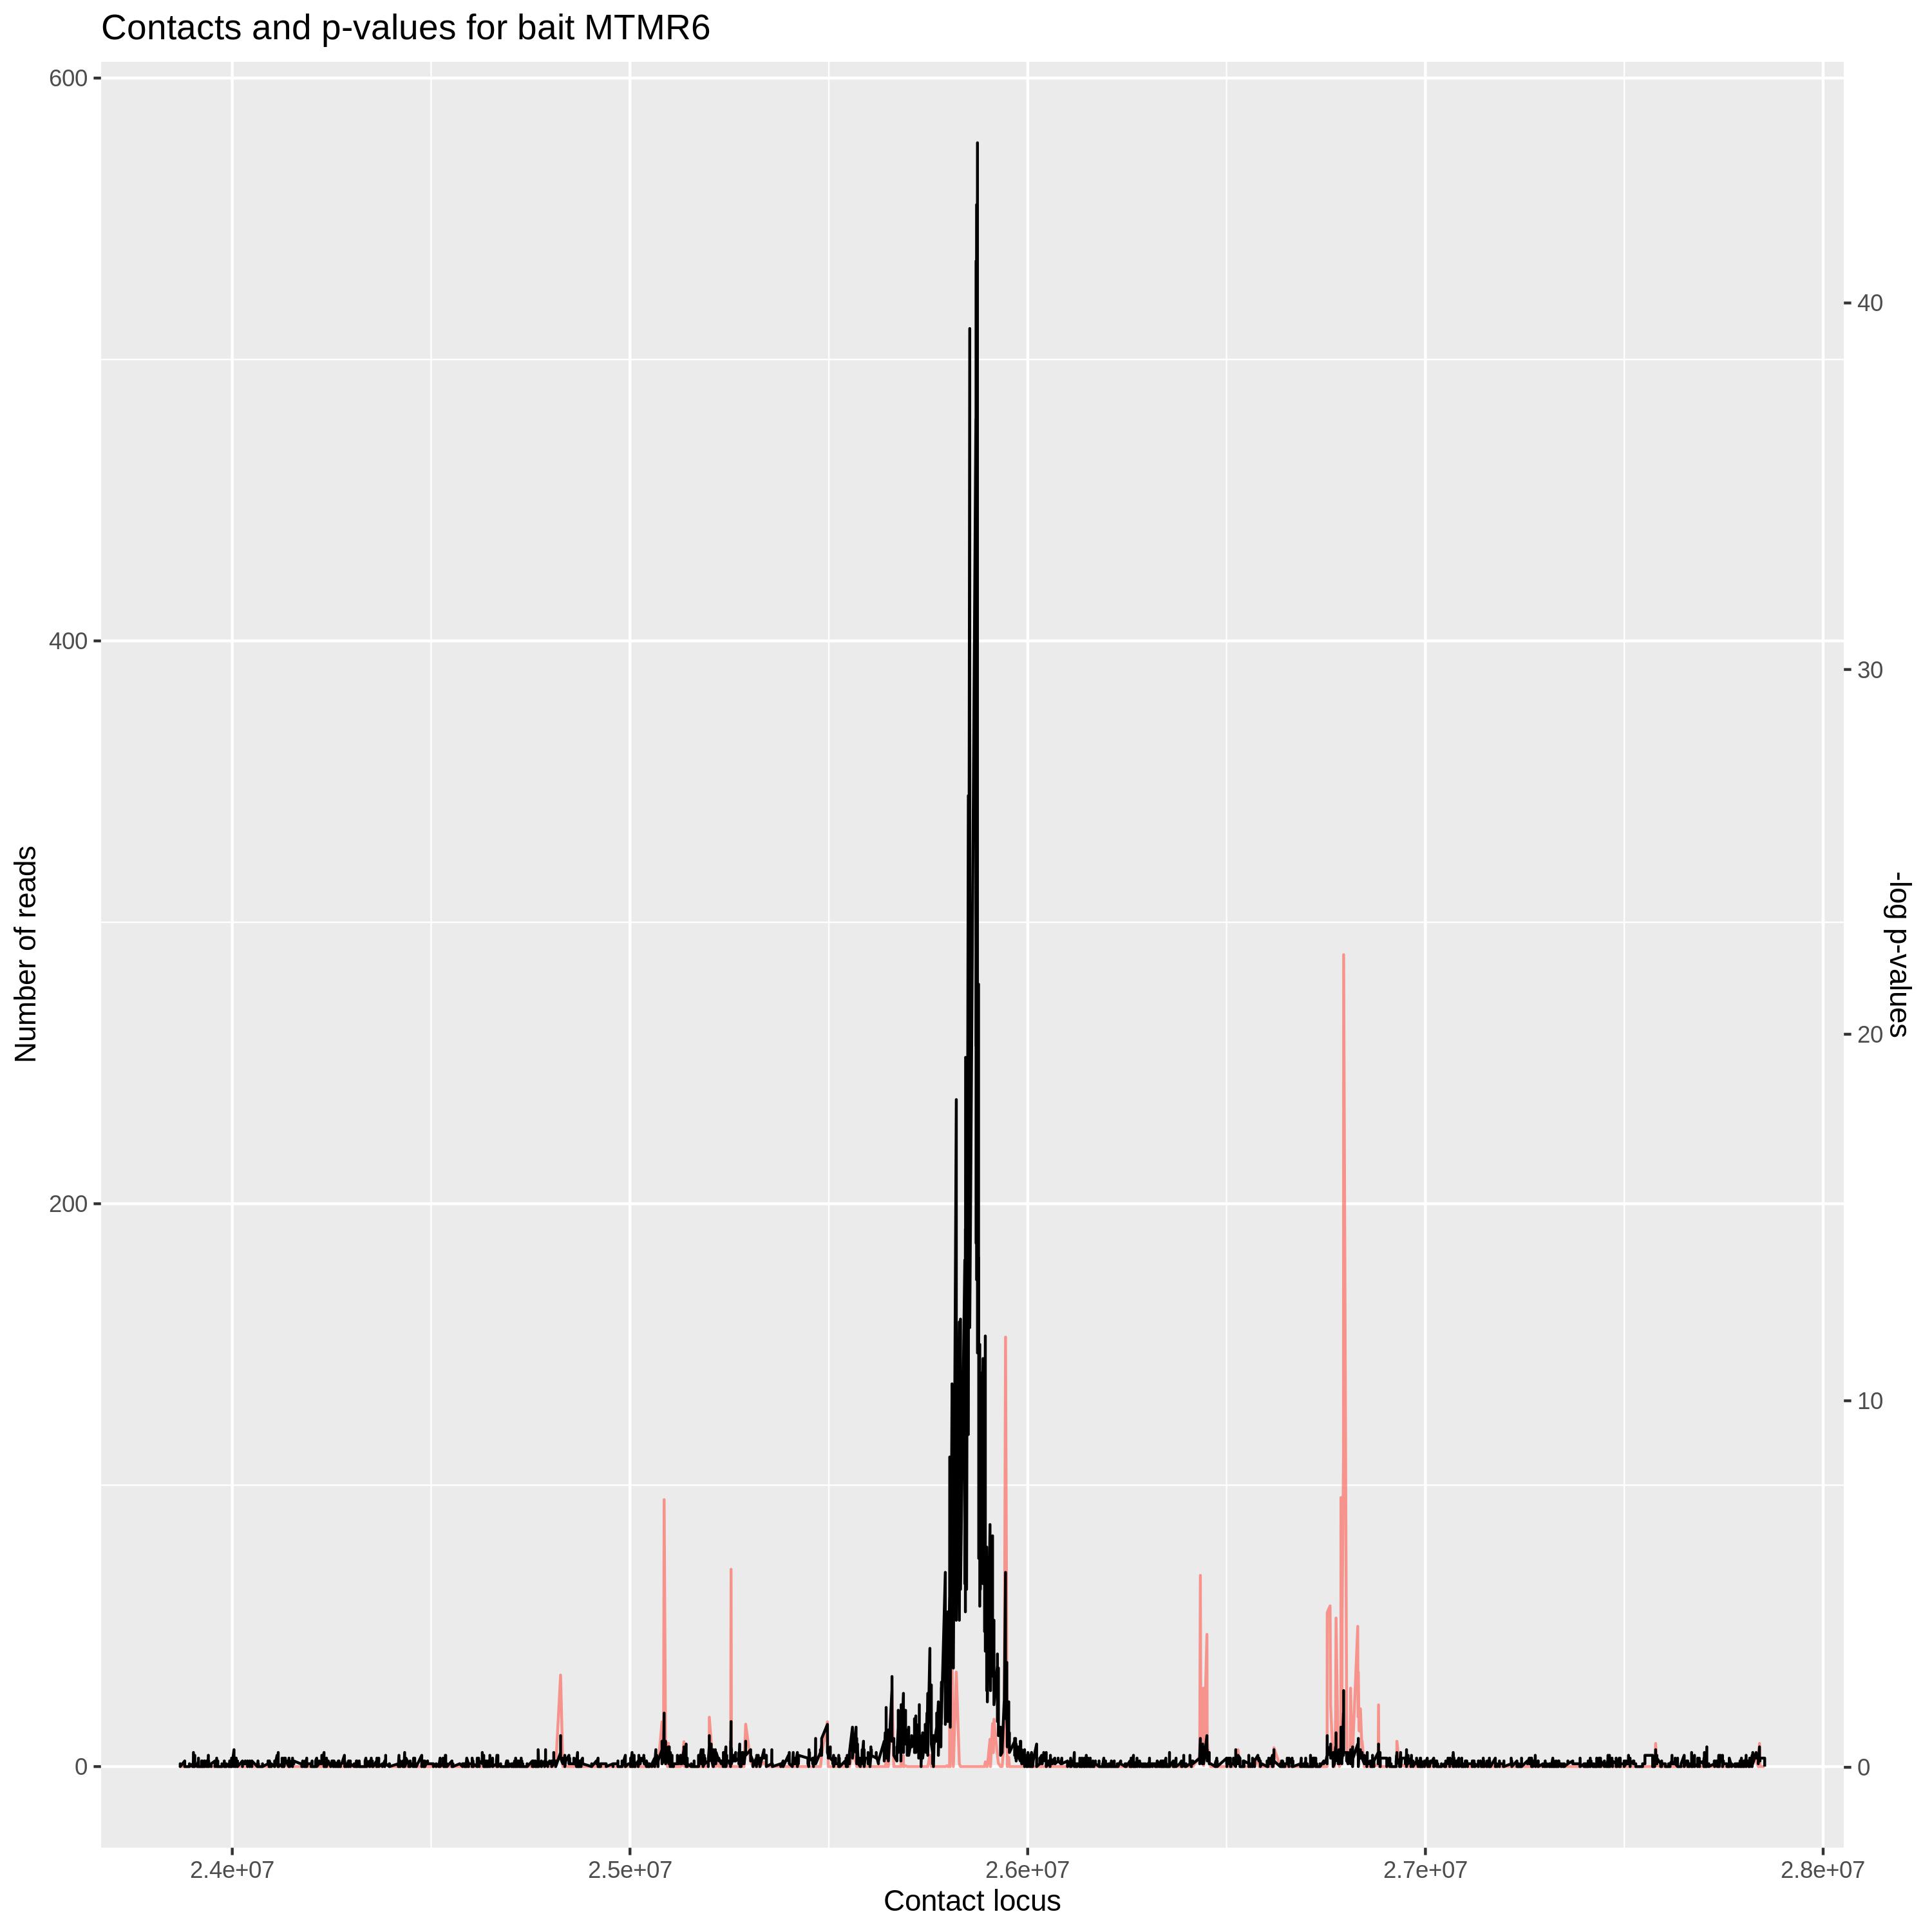 Contacts and p-values for bait MTMR6
600
400
200
0
Number of reads
40
30
20
10
0
-log p-values
2.4e+07 2.5e+07 2.6e+07 2.7e+07 2.8e+07
Contact locus